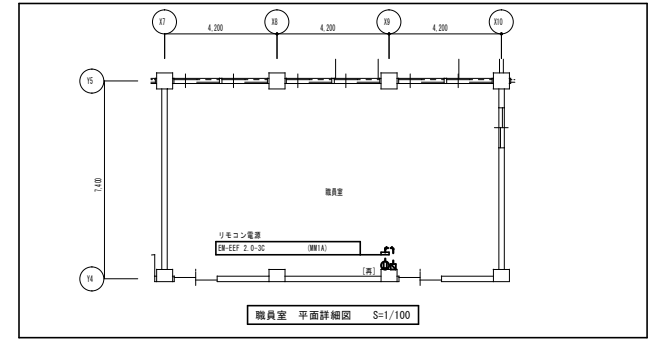 X7 X8 X9 X10
4,200 4,200 4,200
Y5
7,400
職員室
リモコン電源
EM-EEF 2.0-3C (MM1A)
[再]
Y4
職員室 平面詳細図 S=1/100